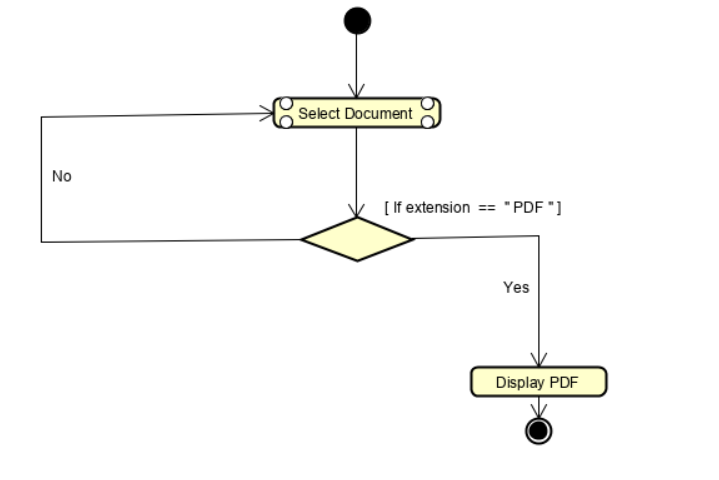 Select Document
No
[ If extension == " PDF " ]
Yes
Display PDF